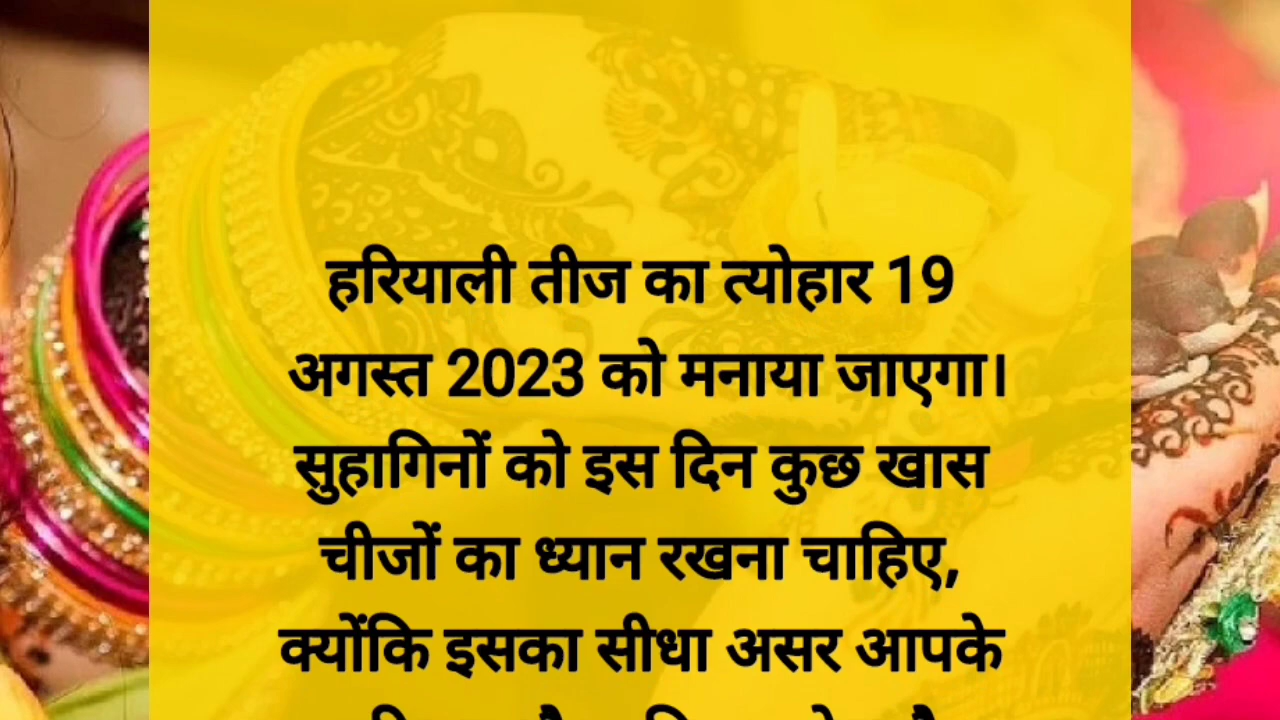 हरियाली तीज का त्योहार 19
अगस्त 2023 को मनाया जाएगा।
सुहागिनों को इस दिन कुछ खास
चीजों का ध्यान रखना चाहिए,
क्योंकि इसका सीधा असर आपके